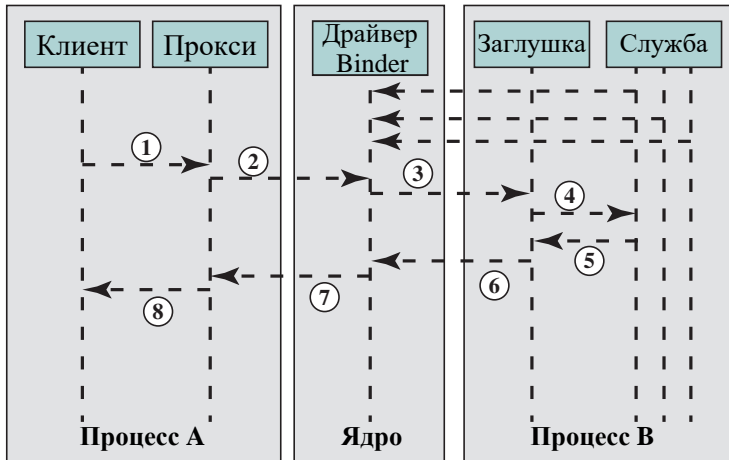 Клиент
Прокси
Драйвер
Binder
Заглушка
Служба
1
2
3
4
5
6
7
8
Процесс A
Ядро
Процесс B